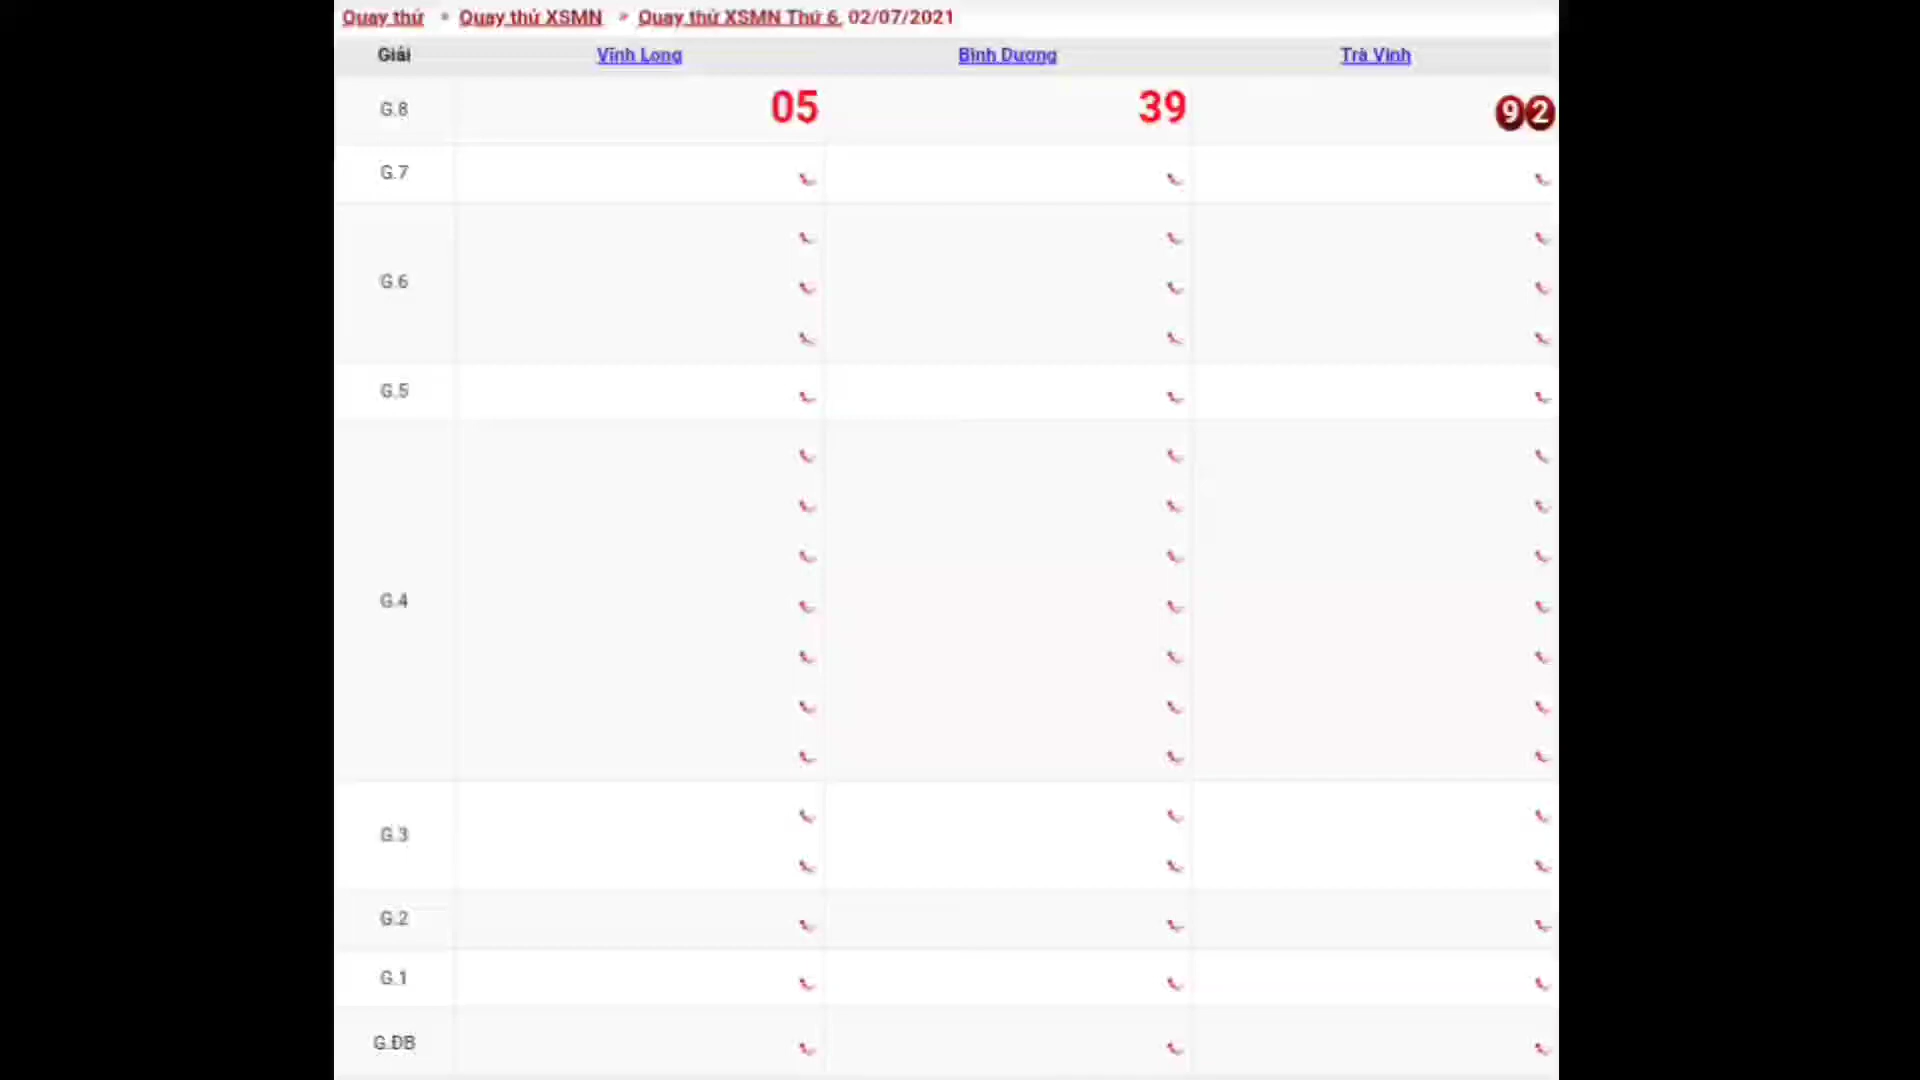 Quay thử » Quay thử XSMN » Quay thử XSMN Thứ 6, 02/07/2021
Giải Vĩnh Long Bình Dương Trà Vinh
G.8 05 39 92
G.7
G.6
G.5
G.4
G.3
G.2
G.1
G.ĐB